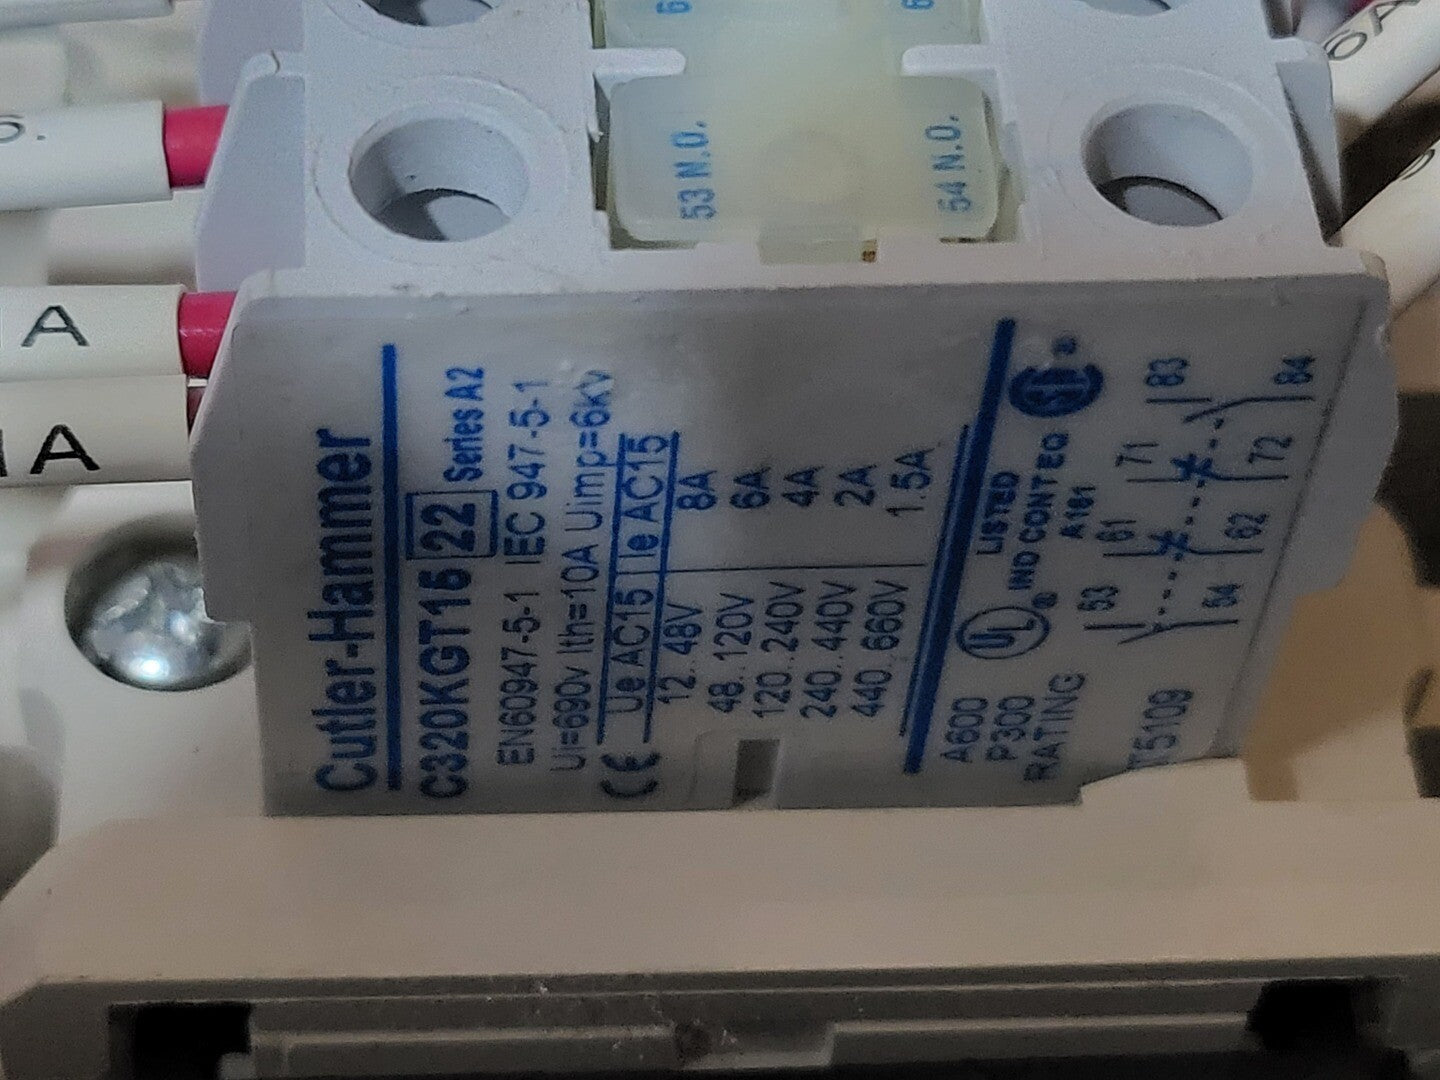 53 N.O.
54 N.O.
A
A
Cutler-Hammer
C320KGT15 22 Series A2
EN60947-5-1 IEC 947-5-1
Ui=690v Ith=10A Uimp=6kV
CE Ue AC15 Ie AC15
12..48V 8A
48..120V 6A
120..240V 4A
240..440V 2A
440..660V 1.5A
A600
P300
RATING
UL
®
LISTED
IND CONT EQ
A161
53 61 71 83
54 62 72 84
T5109